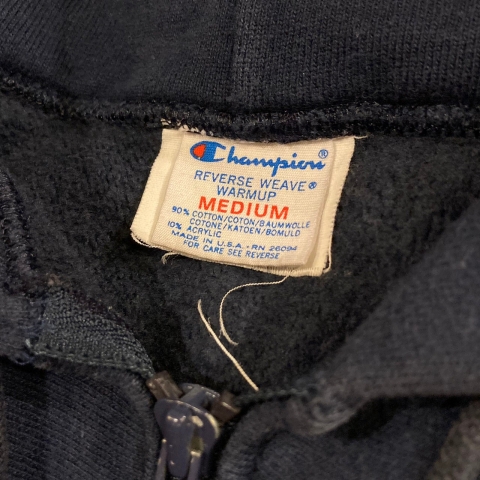 Champion®
REVERSE WEAVE®
WARMUP
MEDIUM
90% COTTON/COTON/BAUMWOLLE
COTONE/KATOEN/BOMULD
10% ACRYLIC
MADE IN U.S.A. - RN 26094
FOR CARE SEE REVERSE